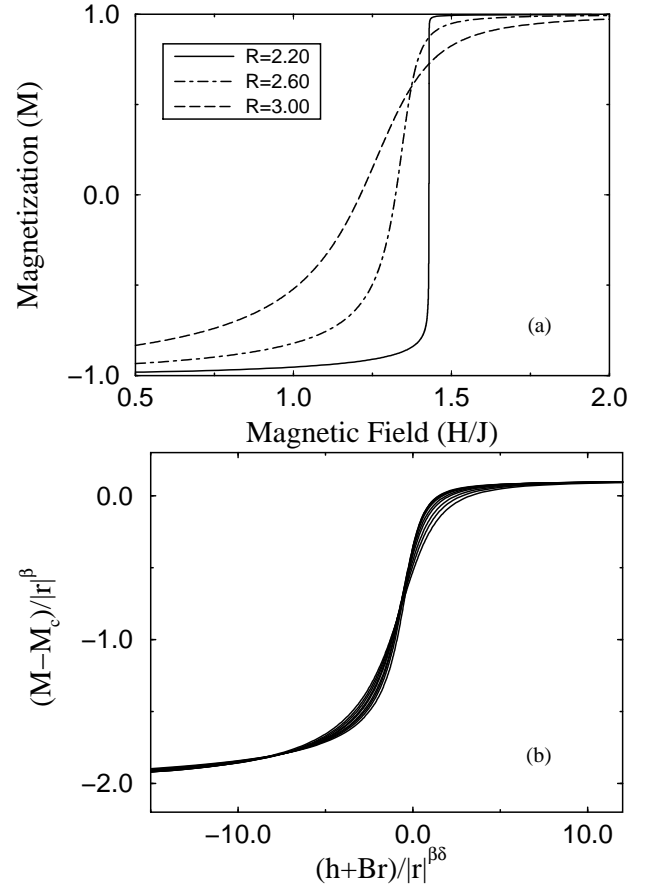 1.0
0.0
−1.0
Magnetization (M)
R=2.20
R=2.60
R=3.00
(a)
0.5 1.0 1.5 2.0
Magnetic Field (H/J)
0.0
−1.0
−2.0
(M−M_c)/|r|^β
(b)
−10.0 0.0 10.0
(h+Br)/|r|^βδ